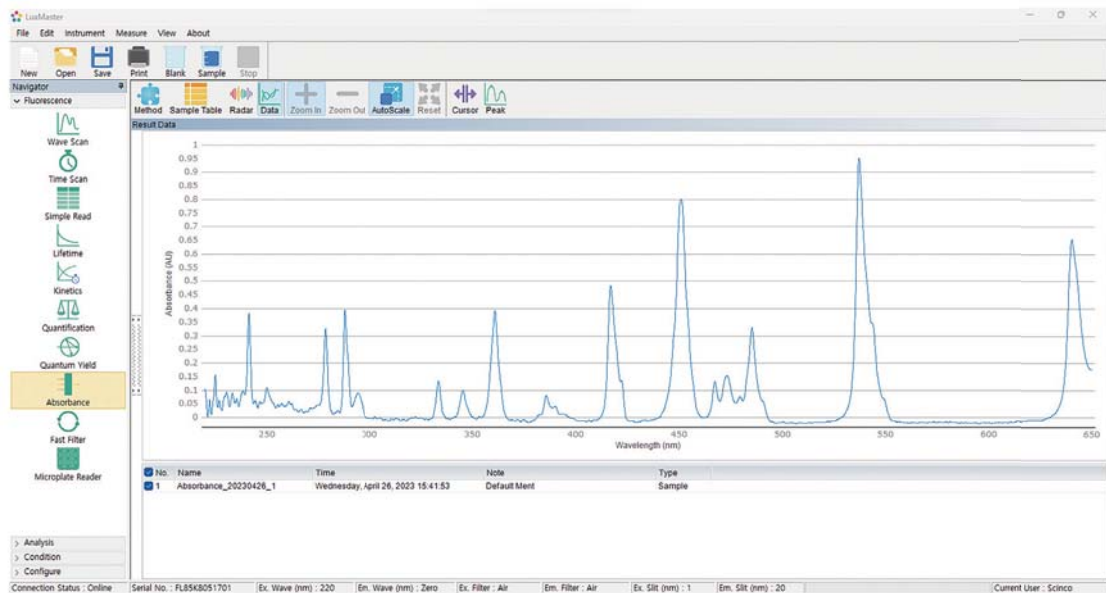 LuxMaster
File Edit Instrument Measure View About
New Open Save Print Blank Sample Stop
Navigator
Fluorescence
Wave Scan
Time Scan
Simple Read
Lifetime
Kinetics
Quantification
Quantum Yield
Absorbance
Fast Filter
Microplate Reader
> Analysis
> Condition
> Configure
Method Sample Table Radar Data Zoom In Zoom Out AutoScale Reset Cursor Peak
Result Data
Absorbance (AU)
1
0.95
0.9
0.85
0.8
0.75
0.7
0.65
0.6
0.55
0.5
0.45
0.4
0.35
0.3
0.25
0.2
0.15
0.1
0.05
0
250 300 350 400 450 500 550 600 650
Wavelength (nm)
No. Name Time Note Type
1 Absorbance_20230426_1 Wednesday, April 26, 2023 15:41:53 Default Ment Sample
Connection Status : Online Serial No. : FL85K8051701 Ex. Wave (nm) : 220 Em. Wave (nm) : Zero Ex. Filter : Air Em. Filter : Air Ex. Slit (nm) : 1 Em. Slit (nm) : 20 Current User : Scinco